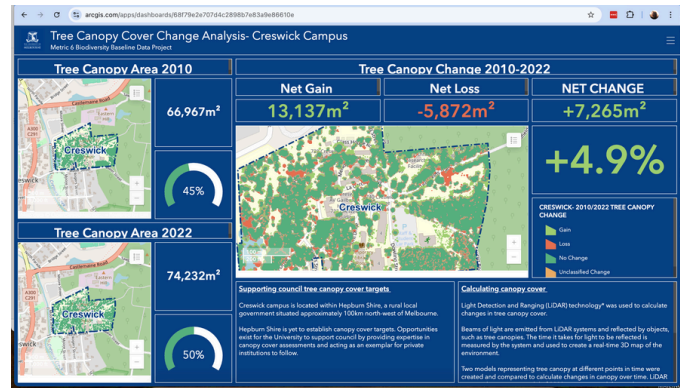 arcgis.com/apps/dashboards/68f79e2e707d4c2898b7e83a9e86610e
Tree Canopy Cover Change Analysis- Creswick Campus
Metric 6 Biodiversity Baseline Data Project
Tree Canopy Area 2010
Castlemaine Road
A300
C291
Creswick
66,967m²
45%
Tree Canopy Area 2022
A300
C291
Creswick
74,232m²
50%
Tree Canopy Change 2010-2022
Net Gain
Net Loss
NET CHANGE
13,137m²
-5,872m²
+7,265m²
Creswick
+4.9%
CRESWICK- 2010/2022 TREE CANOPY
CHANGE
Gain
Loss
No Change
Unclassified Change
Supporting council tree canopy cover targets
Creswick campus is located within Hepburn Shire, a rural local
government situated approximately 100km north-west of Melbourne.
Hepburn Shire is yet to establish canopy cover targets. Opportunities
exist for the University to support council by providing expertise in
canopy cover assessments and acting as an exemplar for private
institutions to follow.
Calculating canopy cover
Light Detection and Ranging (LiDAR) technology* was used to calculate
changes in tree canopy cover.
Beams of light are emitted from LiDAR systems and reflected by objects,
such as tree canopies. The time it takes for light to be reflected is
measured by the system and used to create a real-time 3D map of the
environment.
Two models representing tree canopy at different points in time were
created and compared to calculate changes in canopy over time. LiDAR